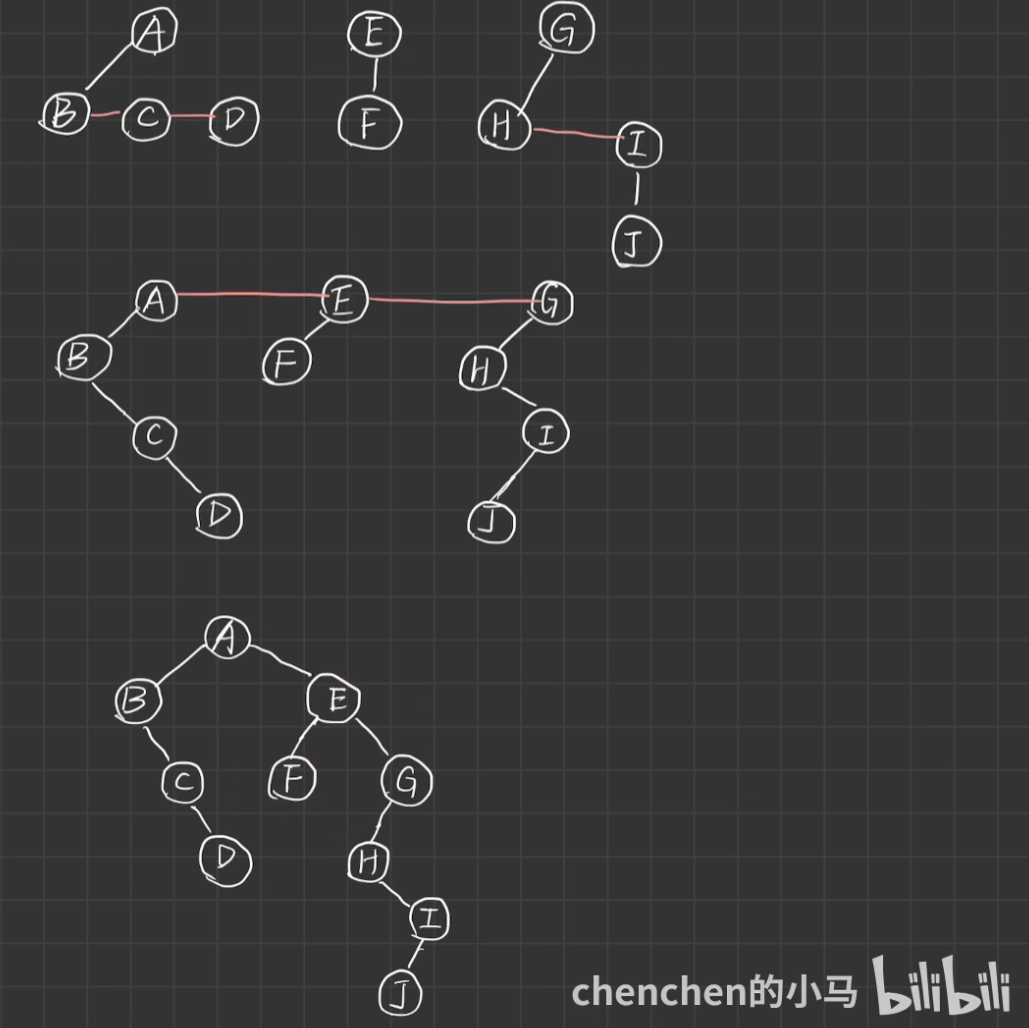 A E G
B C D F H I
J
A E G
B F H
C I
D J
A
B E
C F G
D H
I
J
chenchen的小马 bilibili